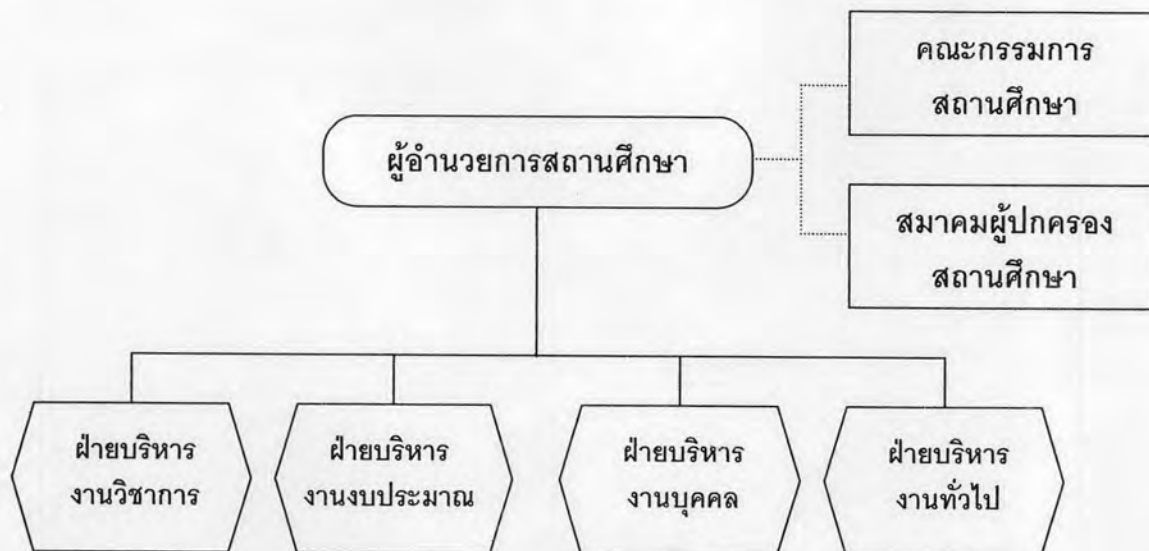 คณะกรรมการ
สถานศึกษา
ผู้อำนวยการสถานศึกษา
สมาคมผู้ปกครอง
สถานศึกษา
ฝ่ายบริหาร
งานวิชาการ
ฝ่ายบริหาร
งานงบประมาณ
ฝ่ายบริหาร
งานบุคคล
ฝ่ายบริหาร
งานทั่วไป